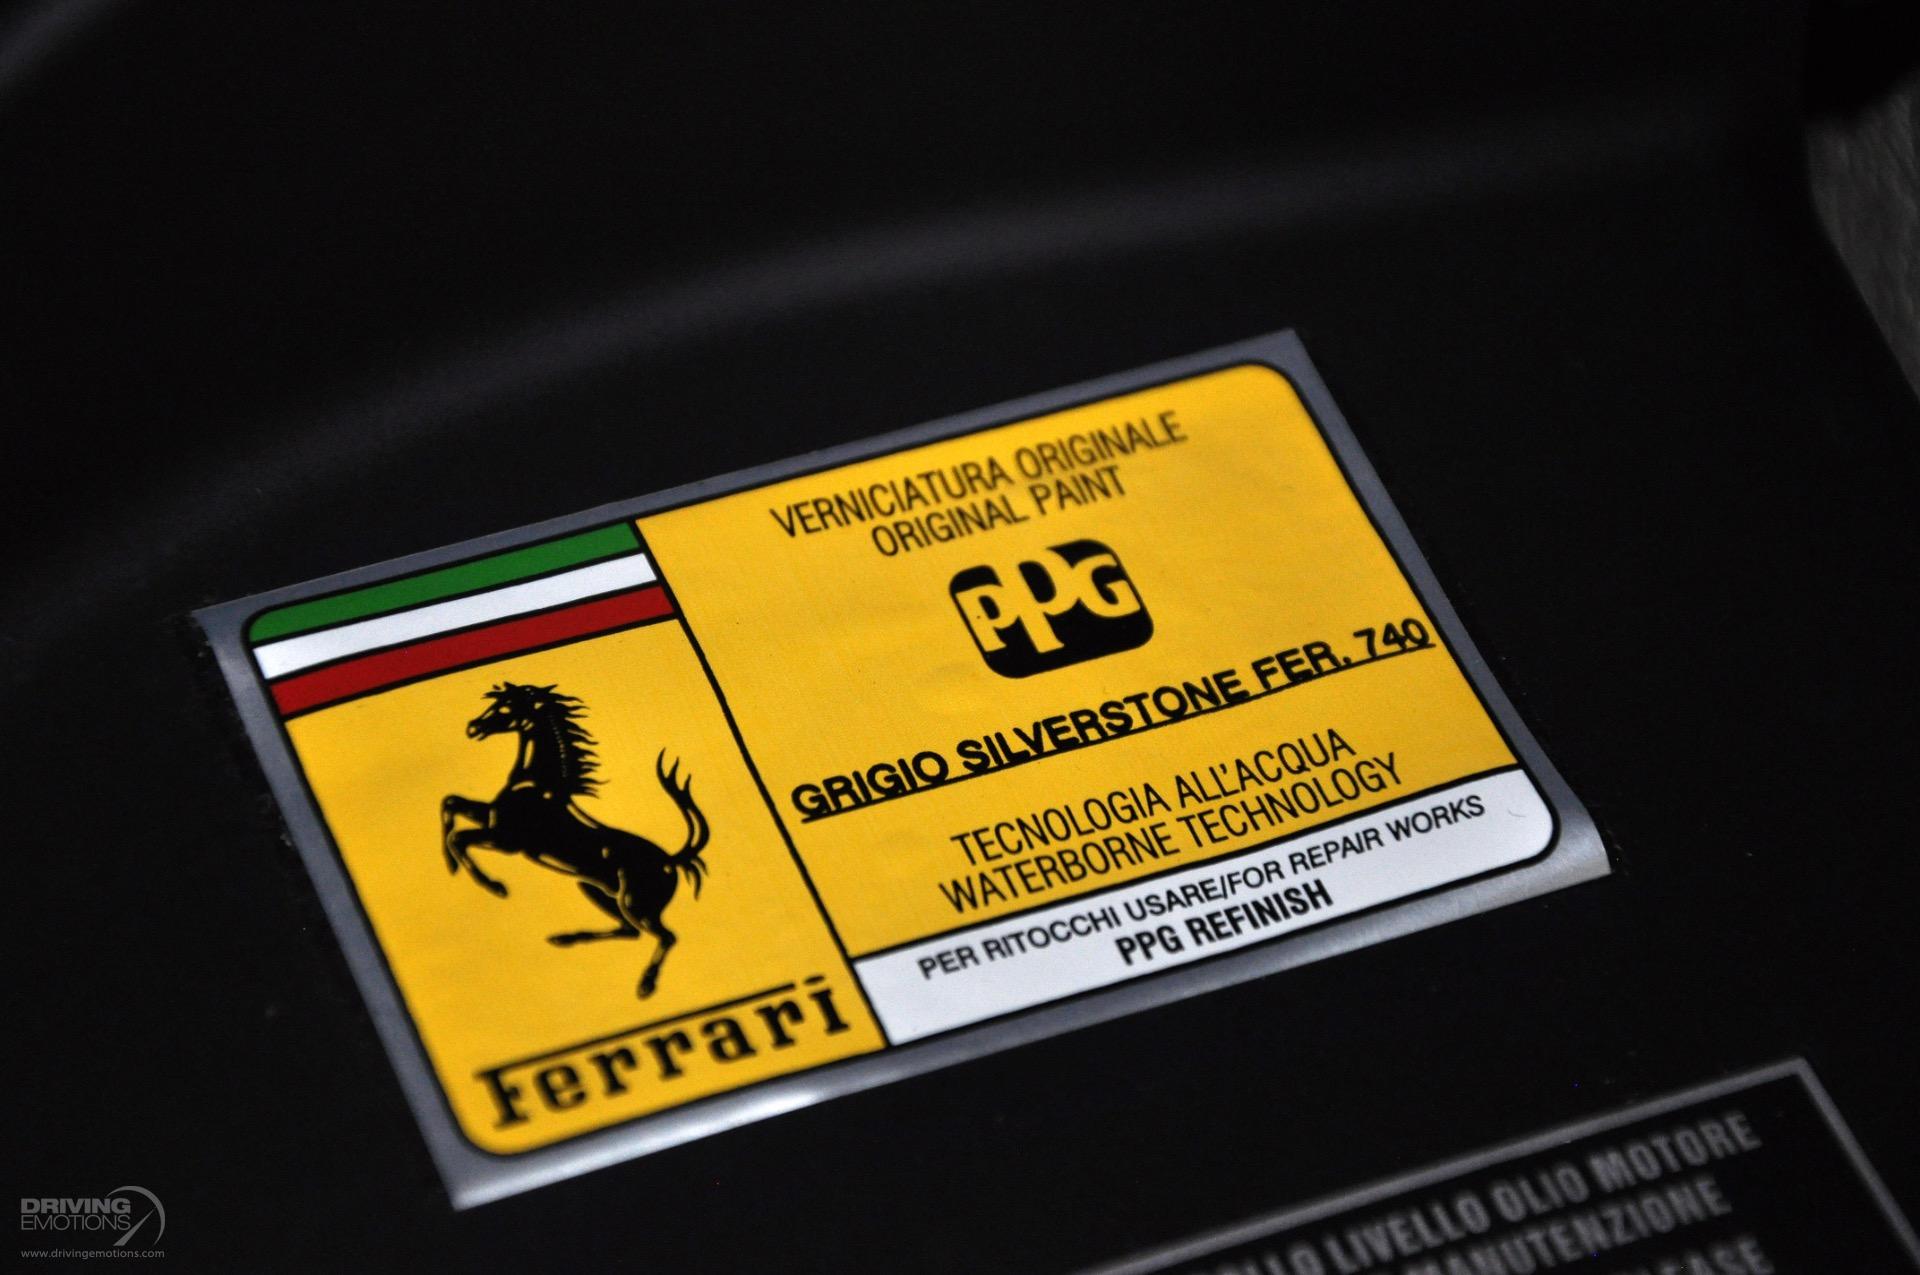 VERNICIATURA ORIGINALE
ORIGINAL PAINT
PPG
GRIGIO SILVERSTONE FER. 740
TECNOLOGIA ALL'ACQUA
WATERBORNE TECHNOLOGY
PER RITOCCHI USARE/FOR REPAIR WORKS
PPG REFINISH
Ferrari
LIVELLO OLIO MOTORE
MANUTENZIONE
DRIVING
EMOTIONS
www.drivingemotions.com